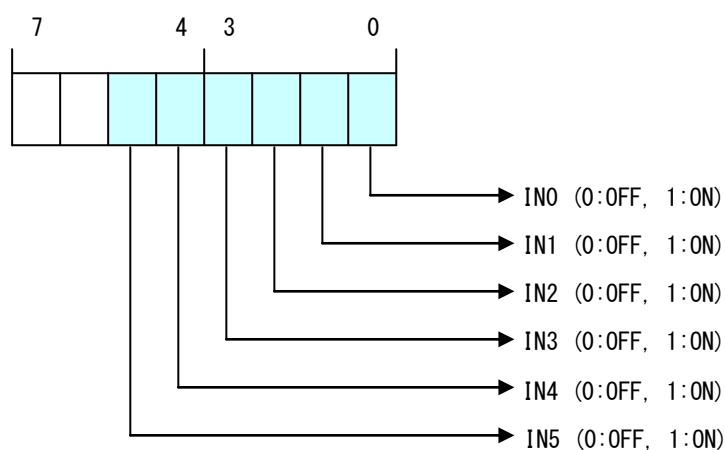 7 4 3 0
IN0 (0:OFF, 1:ON)
IN1 (0:OFF, 1:ON)
IN2 (0:OFF, 1:ON)
IN3 (0:OFF, 1:ON)
IN4 (0:OFF, 1:ON)
IN5 (0:OFF, 1:ON)